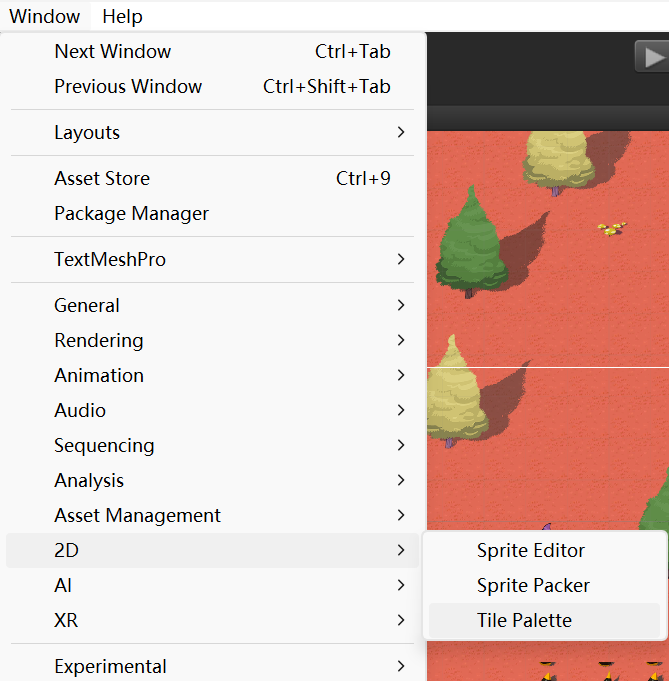 Window Help
Next Window Ctrl+Tab
Previous Window Ctrl+Shift+Tab
Layouts
Asset Store Ctrl+9
Package Manager
TextMeshPro
General
Rendering
Animation
Audio
Sequencing
Analysis
Asset Management
2D
Sprite Editor
AI
Sprite Packer
XR
Tile Palette
Experimental